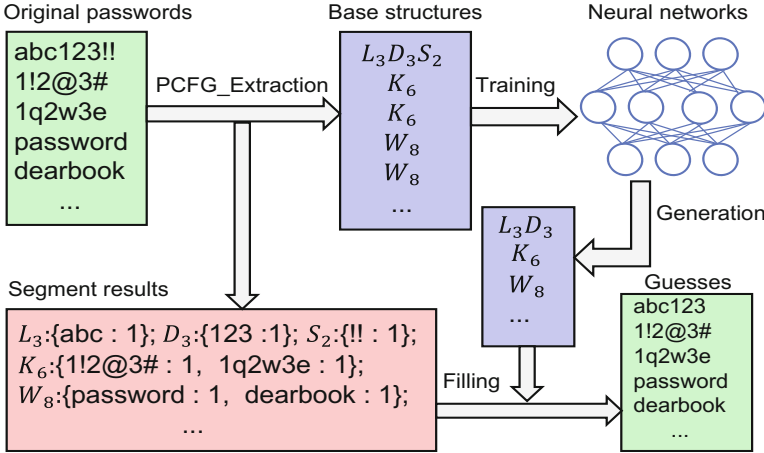 Original passwords
abc123!!
1!2@3#
1q2w3e
password
dearbook
...
PCFG_Extraction
Base structures
L₃D₃S₂
K₆
K₆
W₈
W₈
...
Training
Neural networks
Generation
L₃D₃
K₆
W₈
...
Segment results
L₃:{abc : 1}; D₃:{123 :1}; S₂:{!! : 1};
K₆:{1!2@3# : 1, 1q2w3e : 1};
W₈:{password : 1, dearbook : 1};
...
Filling
Guesses
abc123
1!2@3#
1q2w3e
password
dearbook
...